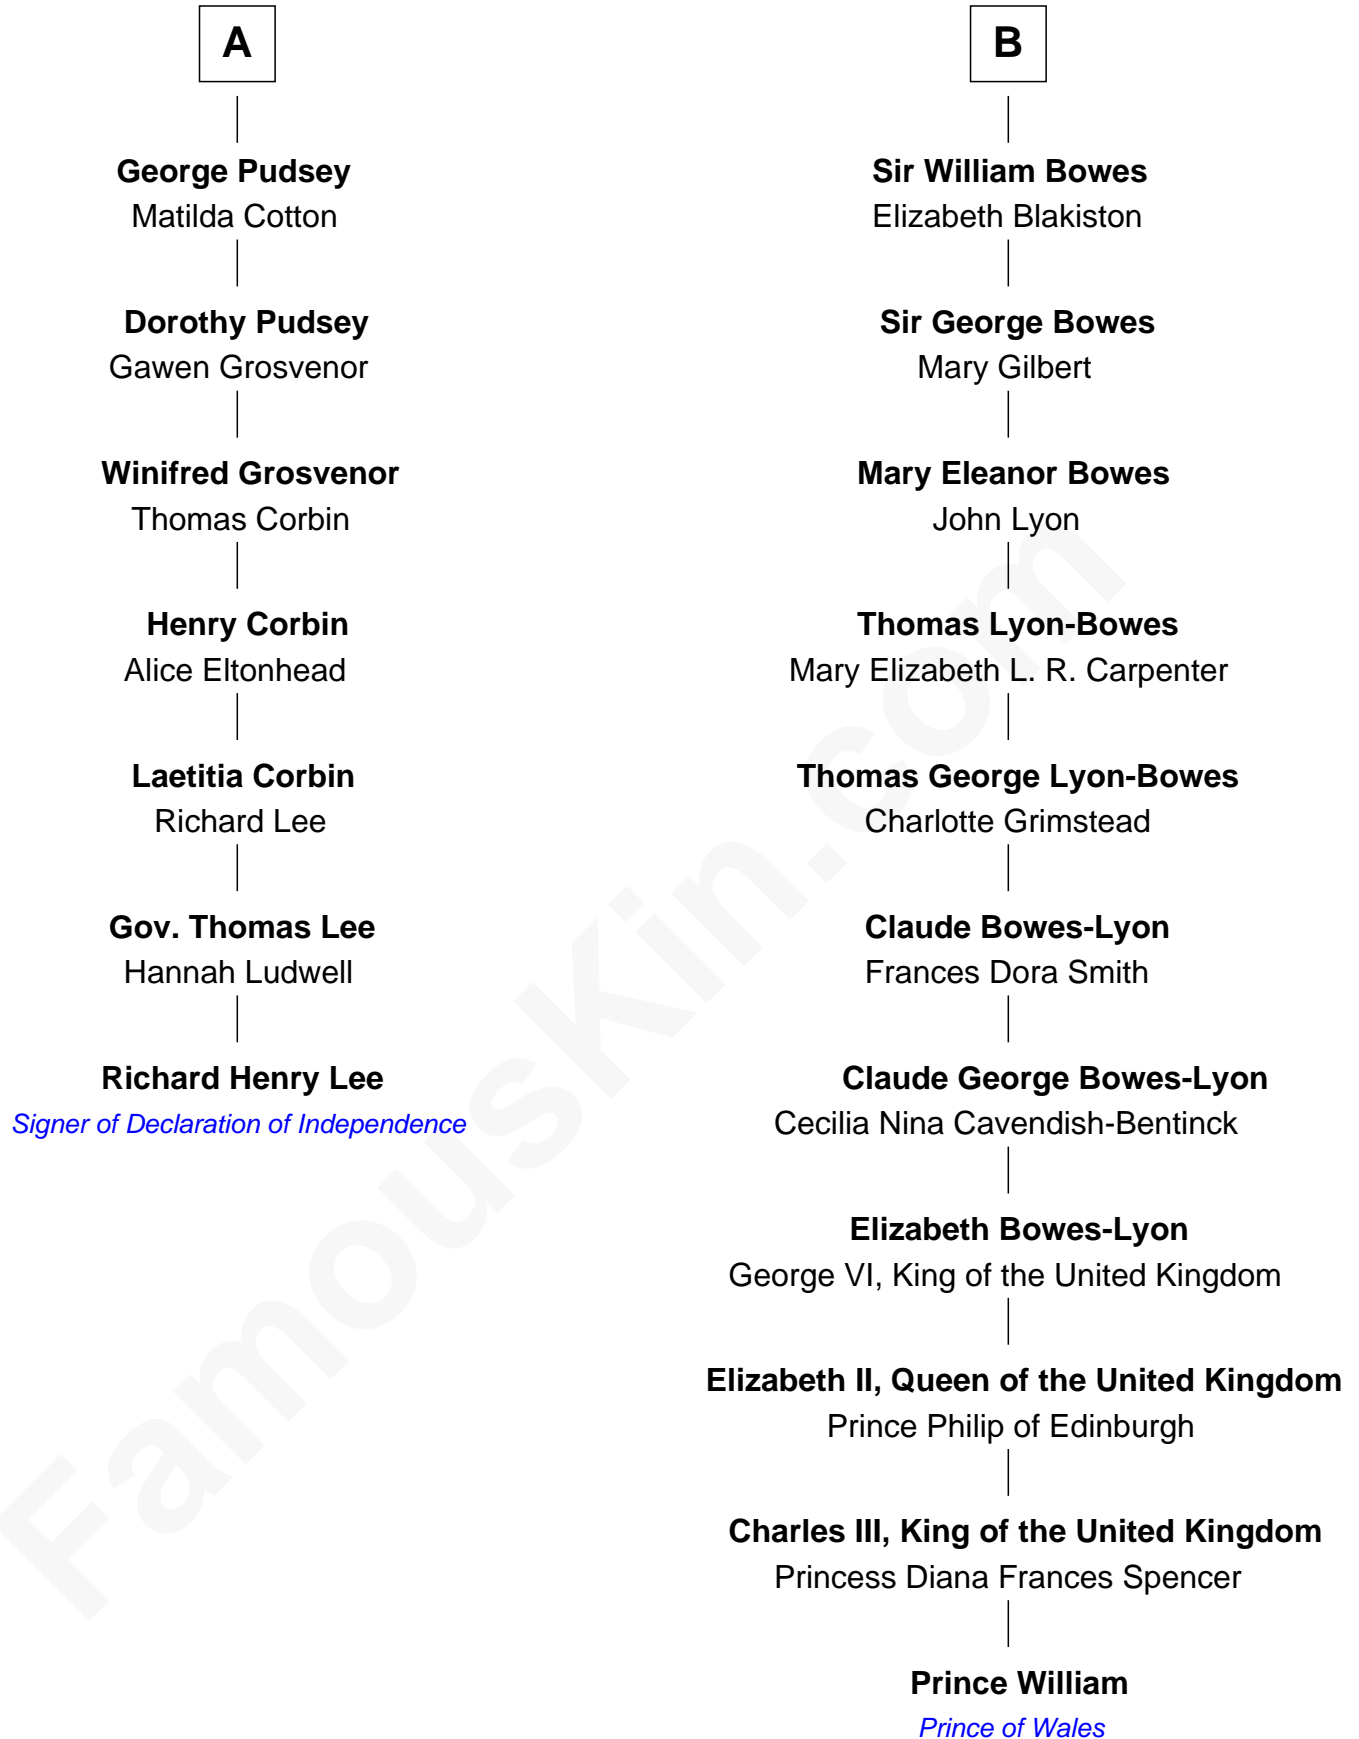 A
George Pudsey
Matilda Cotton
Dorothy Pudsey
Gawen Grosvenor
Winifred Grosvenor
Thomas Corbin
Henry Corbin
Alice Eltonhead
Laetitia Corbin
Richard Lee
Gov. Thomas Lee
Hannah Ludwell
Richard Henry Lee
Signer of Declaration of Independence
B
Sir William Bowes
Elizabeth Blakiston
Sir George Bowes
Mary Gilbert
Mary Eleanor Bowes
John Lyon
Thomas Lyon-Bowes
Mary Elizabeth L. R. Carpenter
Thomas George Lyon-Bowes
Charlotte Grimstead
Claude Bowes-Lyon
Frances Dora Smith
Claude George Bowes-Lyon
Cecilia Nina Cavendish-Bentinck
Elizabeth Bowes-Lyon
George VI, King of the United Kingdom
Elizabeth II, Queen of the United Kingdom
Prince Philip of Edinburgh
Charles III, King of the United Kingdom
Princess Diana Frances Spencer
Prince William
Prince of Wales
FamousKin.com